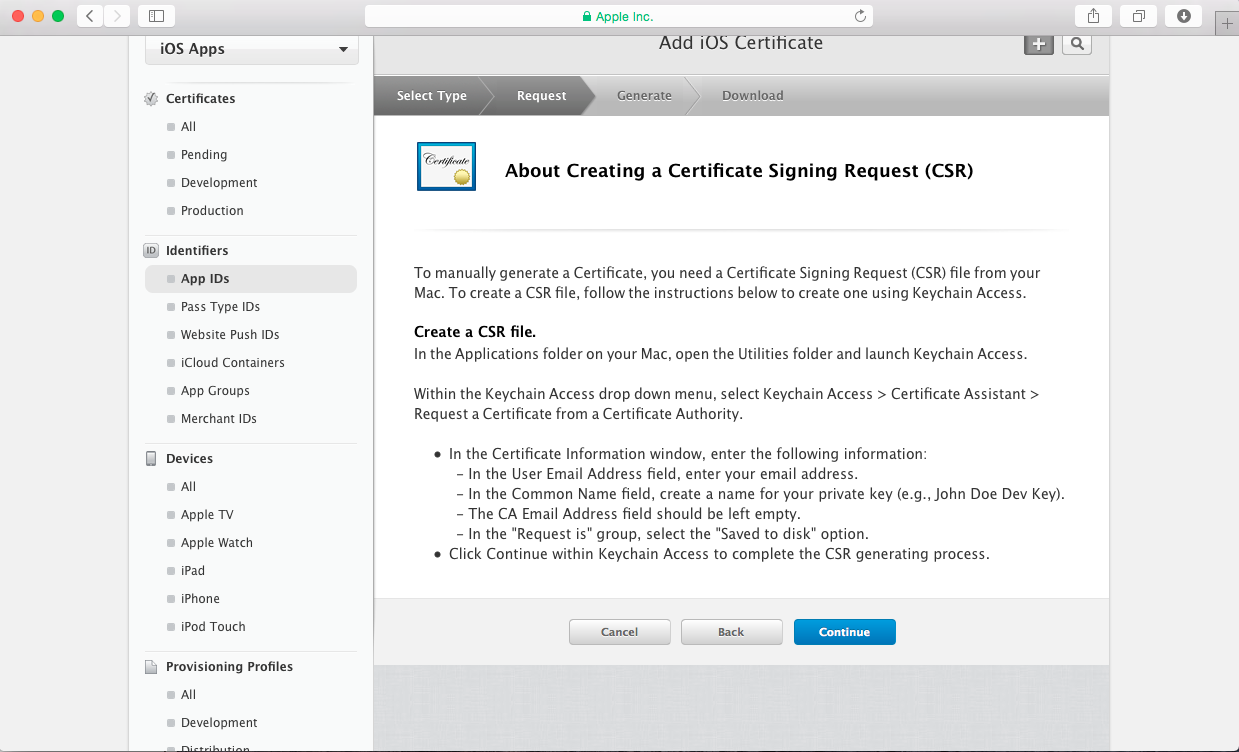 Apple Inc.
iOS Apps
Add iOS Certificate
Certificates
All
Pending
Development
Production
ID Identifiers
App IDs
Pass Type IDs
Website Push IDs
iCloud Containers
App Groups
Merchant IDs
Devices
All
Apple TV
Apple Watch
iPad
iPhone
iPod Touch
Provisioning Profiles
All
Development
Distribution
Select Type Request Generate Download
Certificate
About Creating a Certificate Signing Request (CSR)
To manually generate a Certificate, you need a Certificate Signing Request (CSR) file from your
Mac. To create a CSR file, follow the instructions below to create one using Keychain Access.
Create a CSR file.
In the Applications folder on your Mac, open the Utilities folder and launch Keychain Access.
Within the Keychain Access drop down menu, select Keychain Access > Certificate Assistant >
Request a Certificate from a Certificate Authority.
• In the Certificate Information window, enter the following information:
– In the User Email Address field, enter your email address.
– In the Common Name field, create a name for your private key (e.g., John Doe Dev Key).
– The CA Email Address field should be left empty.
– In the "Request is" group, select the "Saved to disk" option.
• Click Continue within Keychain Access to complete the CSR generating process.
Cancel Back Continue